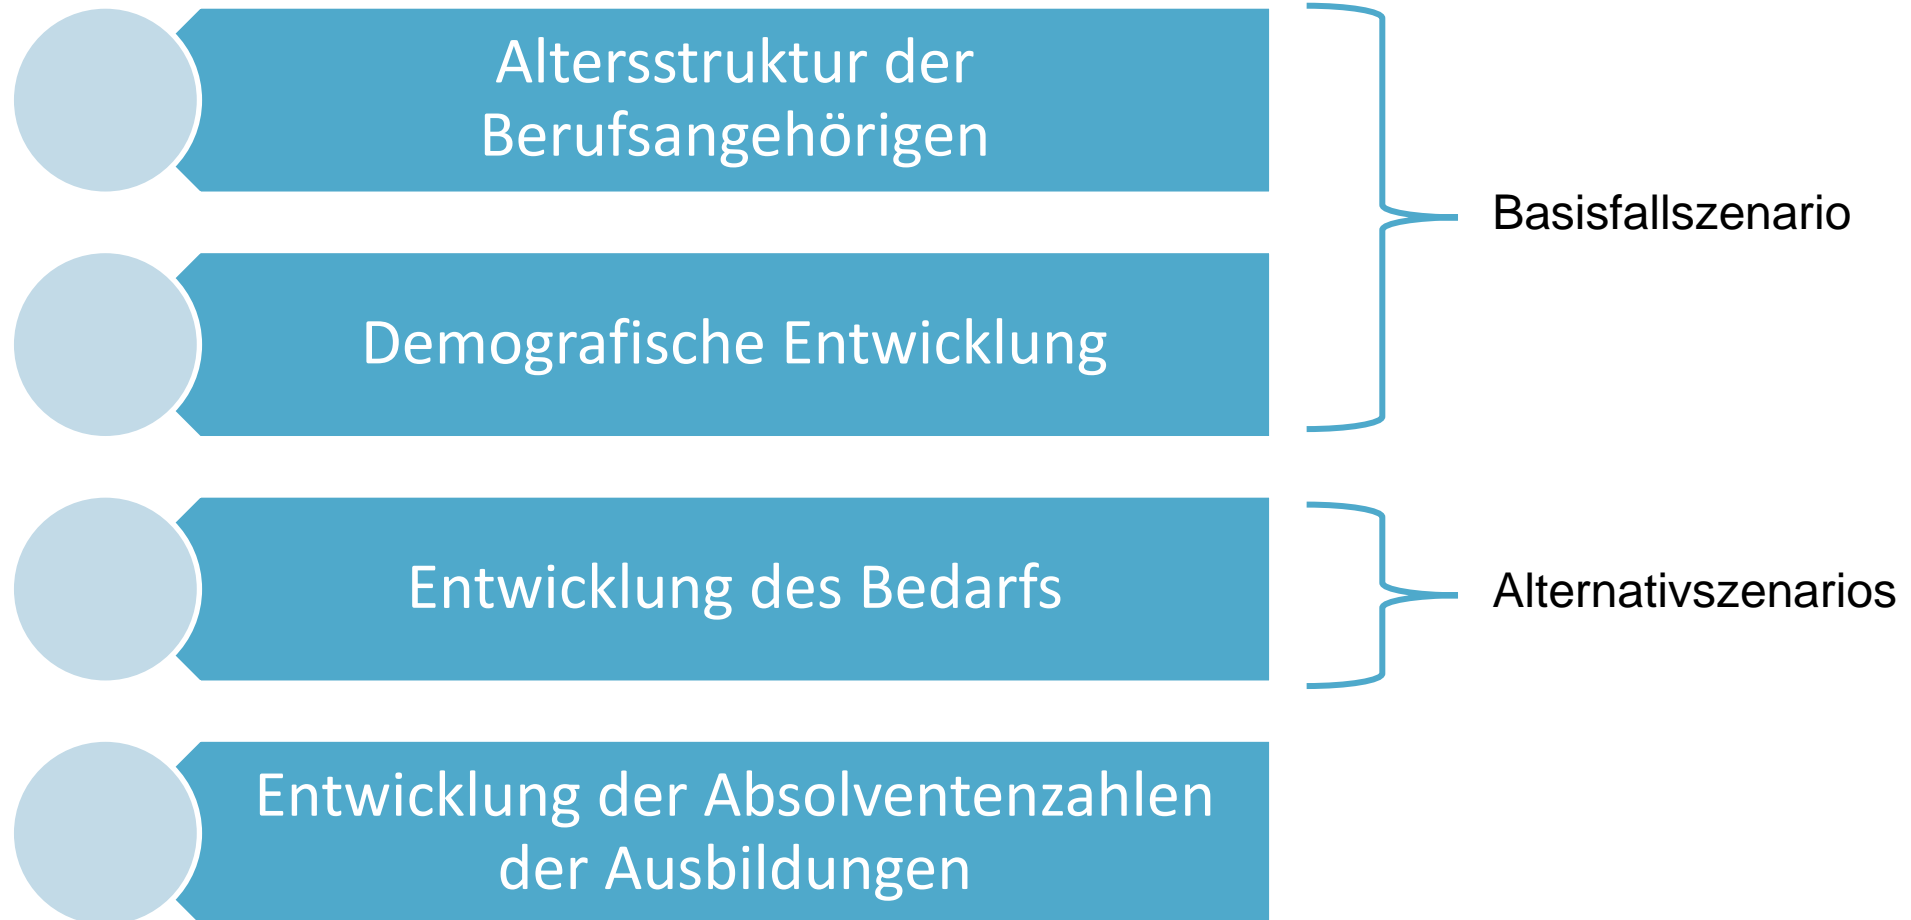 Altersstruktur der
Berufsangehörigen
Basisfallszenario
Demografische Entwicklung
Entwicklung des Bedarfs
Alternativszenarios
Entwicklung der Absolventenzahlen
der Ausbildungen